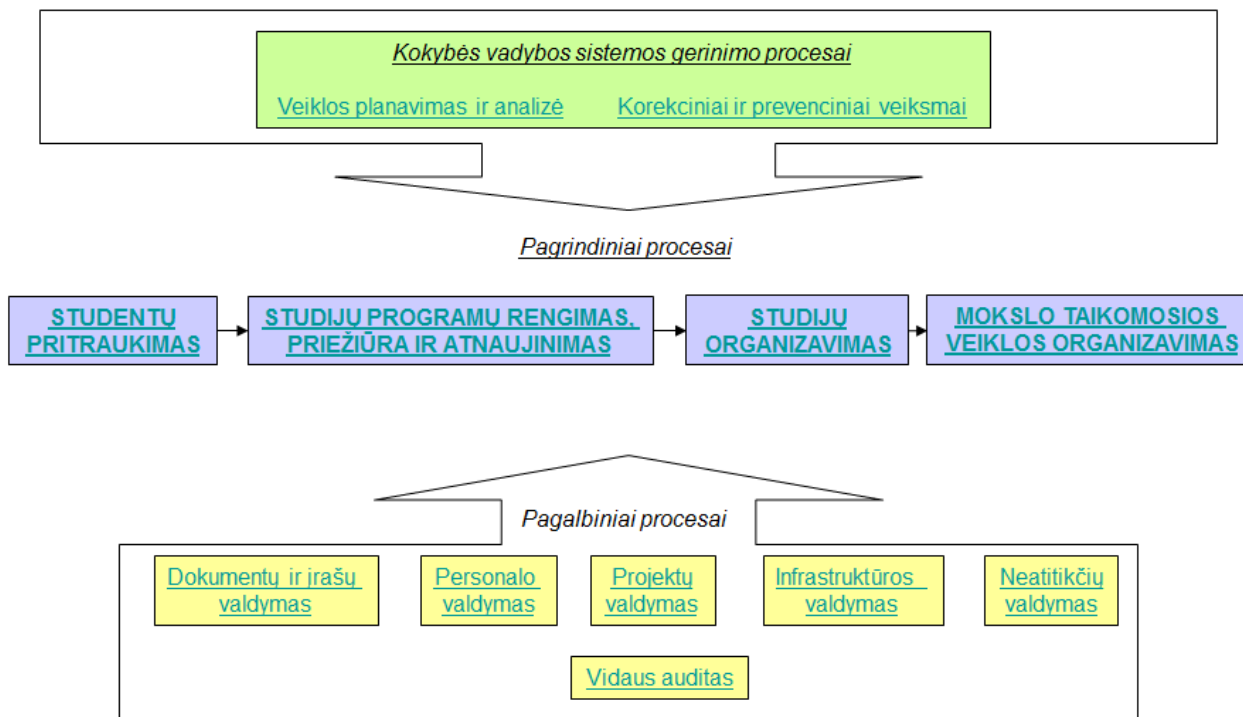 Kokybės vadybos sistemos gerinimo procesai
Veiklos planavimas ir analizė
Korekciniai ir prevenciniai veiksmai
Pagrindiniai procesai
STUDENTŲ
PRITRAUKIMAS
STUDIJŲ PROGRAMŲ RENGIMAS,
PRIEŽIŪRA IR ATNAUJINIMAS
STUDIJŲ
ORGANIZAVIMAS
MOKSLO TAIKOMOSIOS
VEIKLOS ORGANIZAVIMAS
Pagalbiniai procesai
Dokumentų ir įrašų
valdymas
Personalo
valdymas
Projektų
valdymas
Infrastruktūros
valdymas
Neatitikčių
valdymas
Vidaus auditas